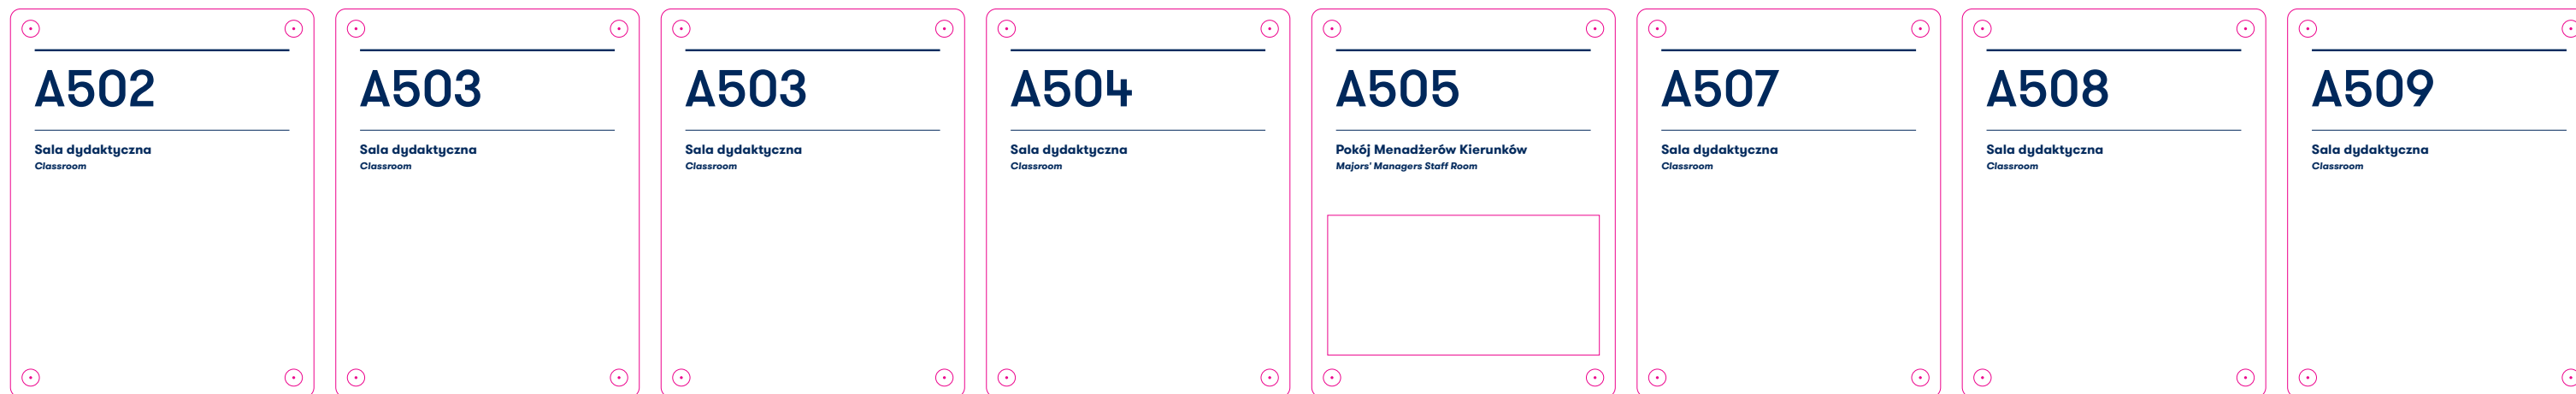 A502
Sala dydaktyczna
Classroom
A503
Sala dydaktyczna
Classroom
A503
Sala dydaktyczna
Classroom
A504
Sala dydaktyczna
Classroom
A505
Pokój Menadżerów Kierunków
Majors' Managers Staff Room
A507
Sala dydaktyczna
Classroom
A508
Sala dydaktyczna
Classroom
A509
Sala dydaktyczna
Classroom